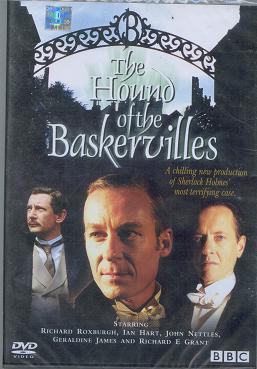 B
The
Hound
of the
Baskervilles
A chilling new production
of Sherlock Holmes'
most terrifying case.
STARRING
RICHARD ROXBURGH, IAN HART, JOHN NETTLES,
GERALDINE JAMES AND RICHARD E GRANT
DVD
VIDEO
BBC